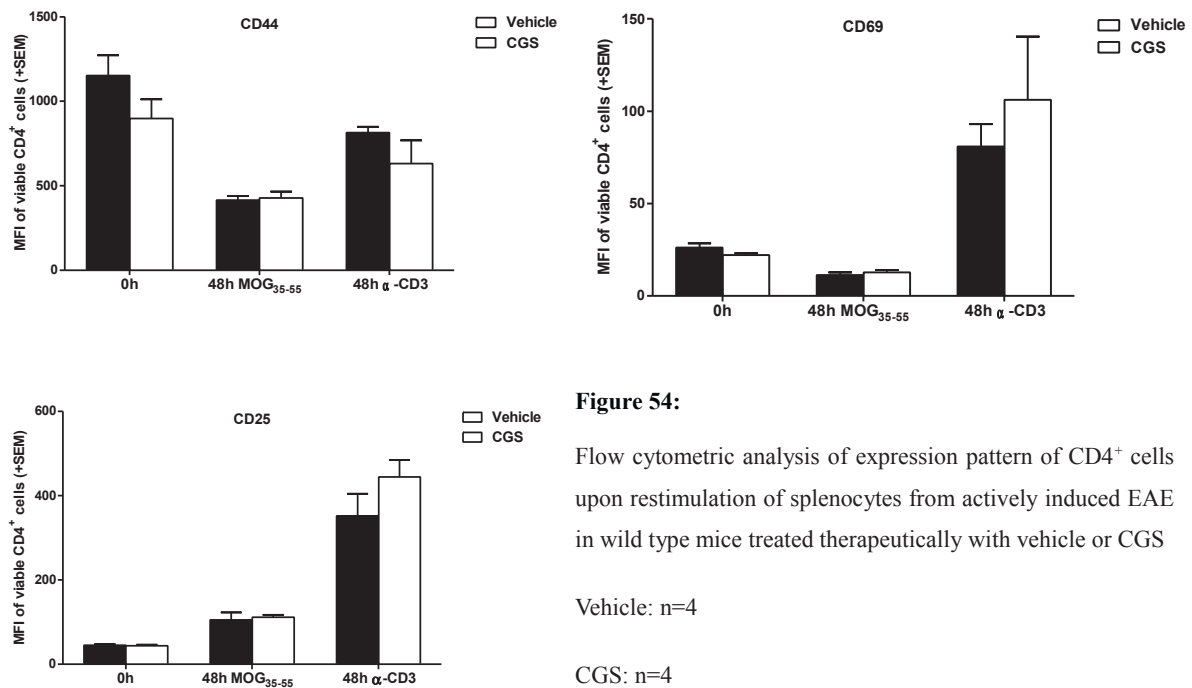 CD44
Vehicle
CGS
MFI of viable CD4⁺ cells (+SEM)
1500
1000
500
0
0h 48h MOG₃₅₋₅₅ 48h α -CD3
CD69
Vehicle
CGS
MFI of viable CD4⁺ cells (+SEM)
150
100
50
0
0h 48h MOG₃₅₋₅₅ 48h α -CD3
CD25
Vehicle
CGS
MFI of viable CD4⁺ cells (+SEM)
600
400
200
0
0h 48h MOG₃₅₋₅₅ 48h α-CD3
Figure 54:
Flow cytometric analysis of expression pattern of CD4⁺ cells
upon restimulation of splenocytes from actively induced EAE
in wild type mice treated therapeutically with vehicle or CGS
Vehicle: n=4
CGS: n=4